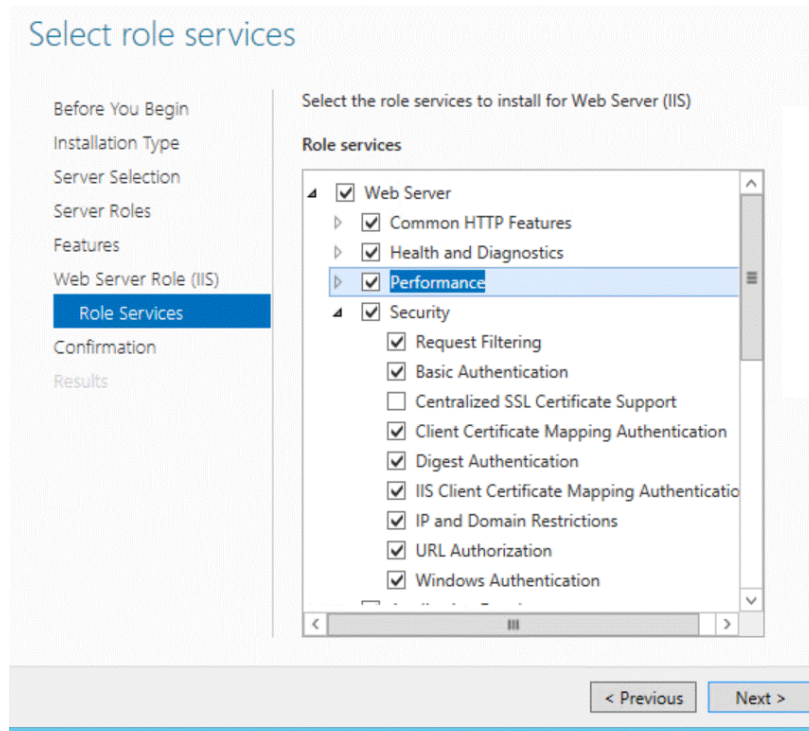 Select role services
Before You Begin
Installation Type
Server Selection
Server Roles
Features
Web Server Role (IIS)
Role Services
Confirmation
Results
Select the role services to install for Web Server (IIS)
Role services
Web Server
Common HTTP Features
Health and Diagnostics
Performance
Security
Request Filtering
Basic Authentication
Centralized SSL Certificate Support
Client Certificate Mapping Authentication
Digest Authentication
IIS Client Certificate Mapping Authenticatio
IP and Domain Restrictions
URL Authorization
Windows Authentication
< Previous
Next >